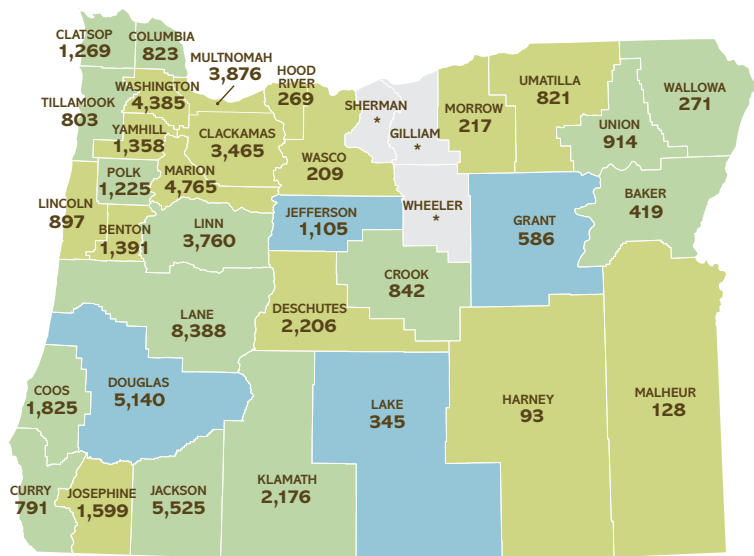 CLATSOP
1,269
COLUMBIA
823
MULTNOMAH
3,876
HOOD
RIVER
269
WASHINGTON
4,385
TILLAMOOK
803
YAMHILL
1,358
CLACKAMAS
3,465
SHERMAN
*
GILLIAM
*
MORROW
217
UMATILLA
821
WALLOWA
271
UNION
914
WASCO
209
POLK
1,225
MARION
4,765
LINCOLN
897
BENTON
1,391
LINN
3,760
JEFFERSON
1,105
WHEELER
*
GRANT
586
BAKER
419
CROOK
842
LANE
8,388
DESCHUTES
2,206
COOS
1,825
DOUGLAS
5,140
LAKE
345
HARNEY
93
MALHEUR
128
CURRY
791
JOSEPHINE
1,599
JACKSON
5,525
KLAMATH
2,176